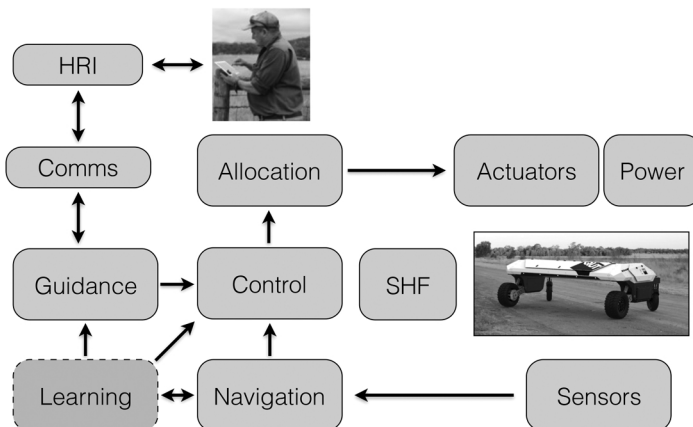 HRI
Comms
Allocation
Actuators
Power
Guidance
Control
SHF
Learning
Navigation
Sensors